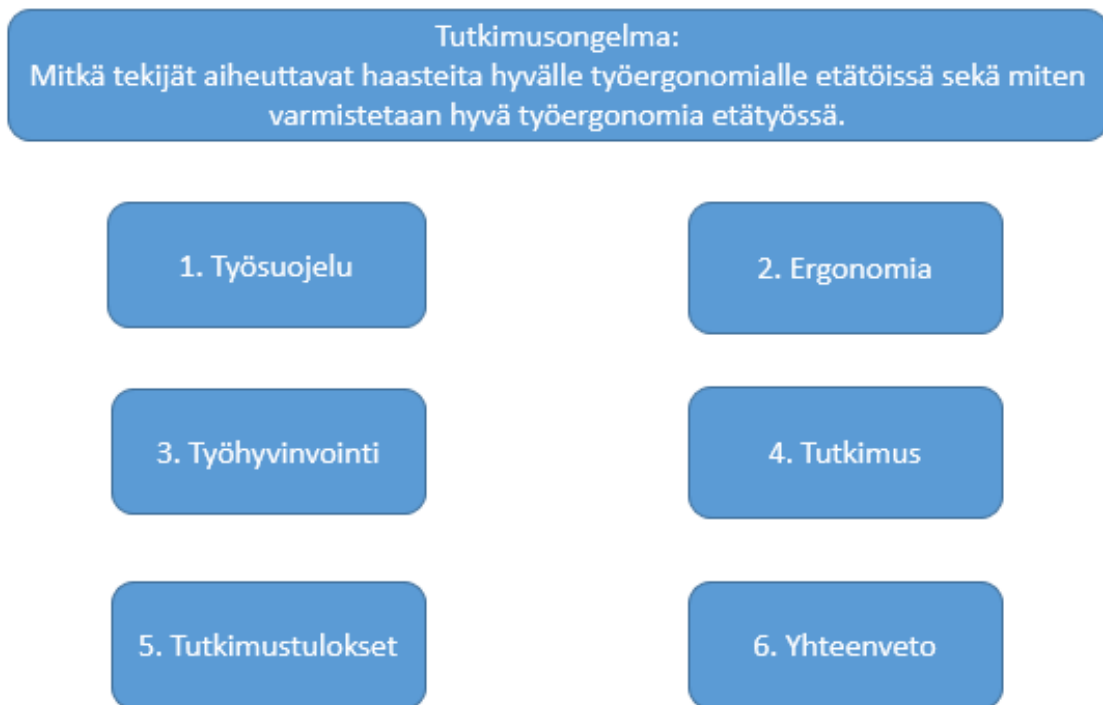 Tutkimusongelma:
Mitkä tekijät aiheuttavat haasteita hyvälle työergonomialle etätöissä sekä miten
varmistetaan hyvä työergonomia etätyössä.
1. Työsuojelu
2. Ergonomia
3. Työhyvinvointi
4. Tutkimus
5. Tutkimustulokset
6. Yhteenveto